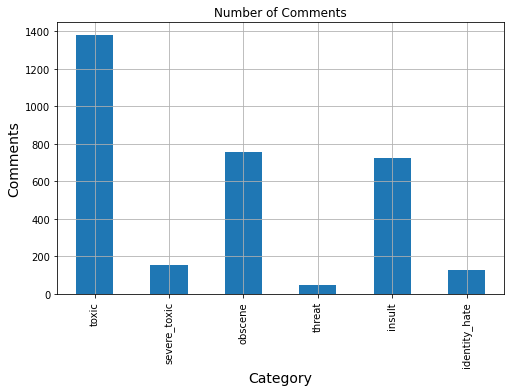 Number of Comments
Comments
1400
1200
1000
800
600
400
200
0
toxic
severe_toxic
obscene
threat
insult
identity_hate
Category